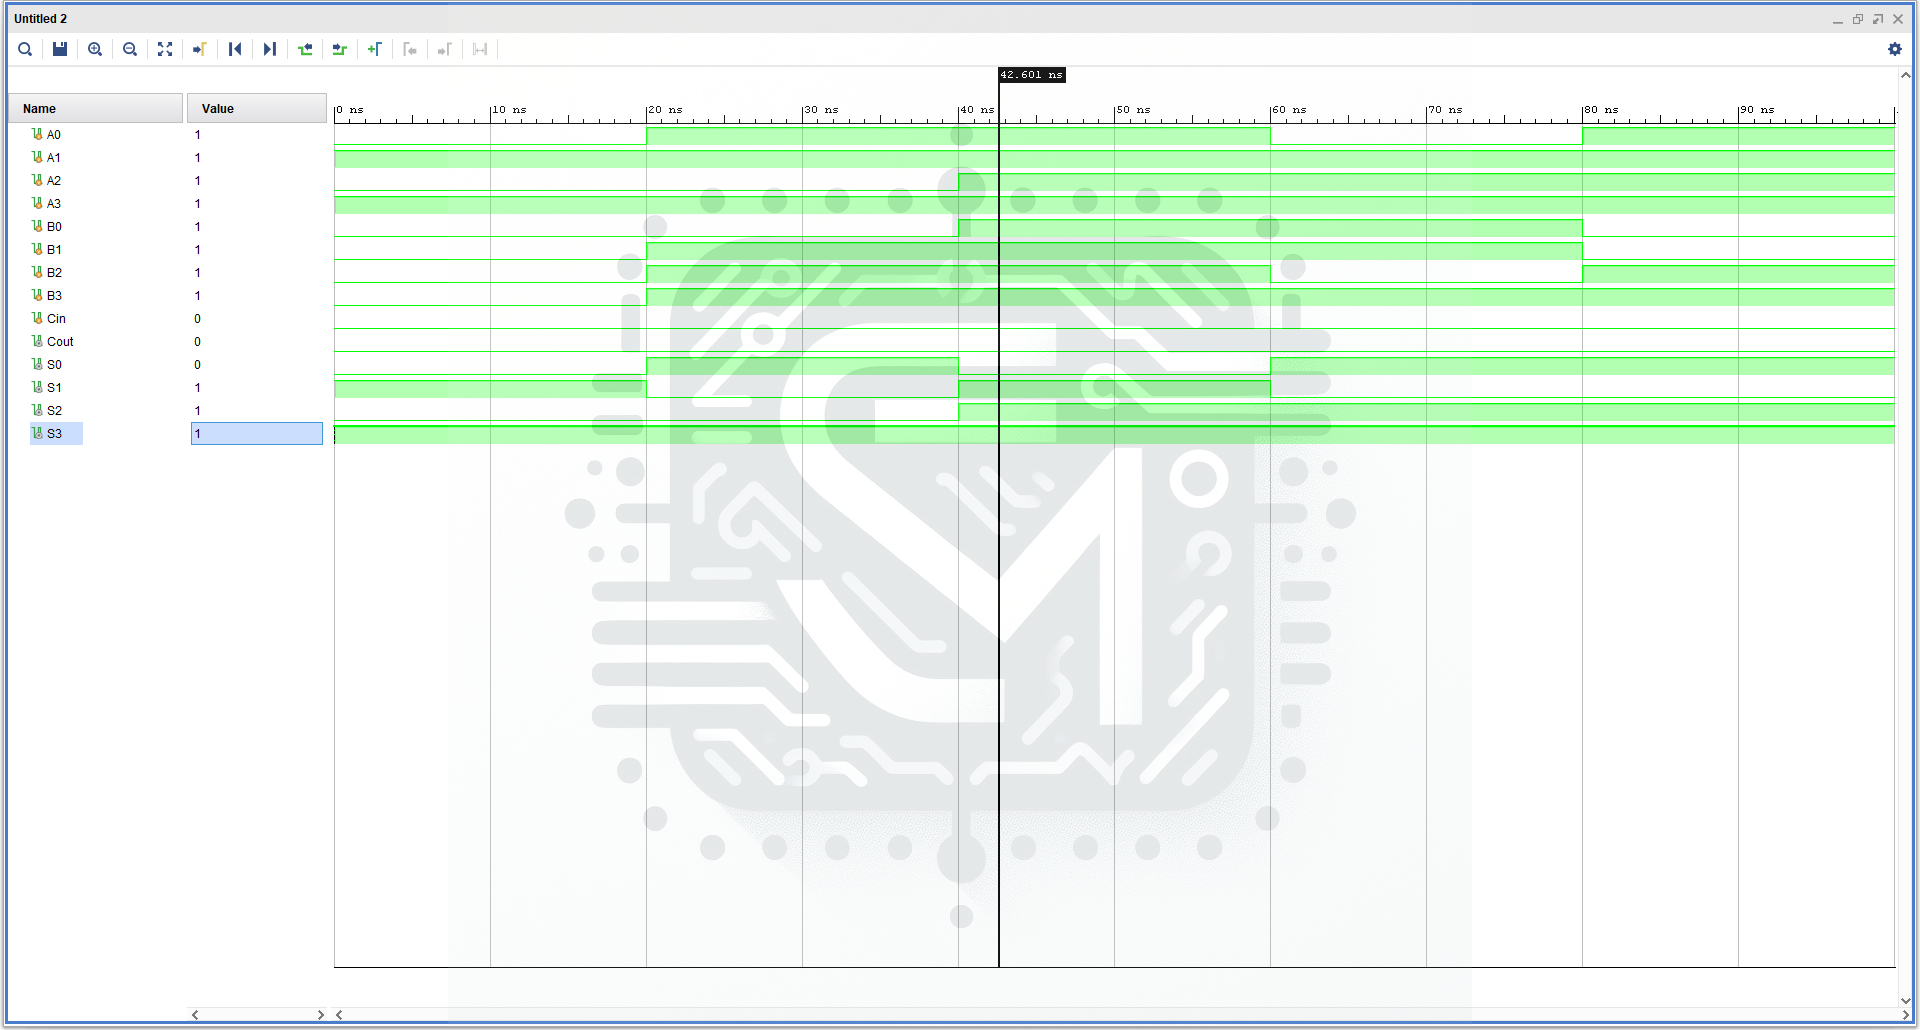 Untitled 2
42.601 ns
Name Value
0 ns 10 ns 20 ns 30 ns 40 ns 50 ns 60 ns 70 ns 80 ns 90 ns
A0 1
A1 1
A2 1
A3 1
B0 1
B1 1
B2 1
B3 1
Cin 0
Cout 0
S0 0
S1 1
S2 1
S3 1